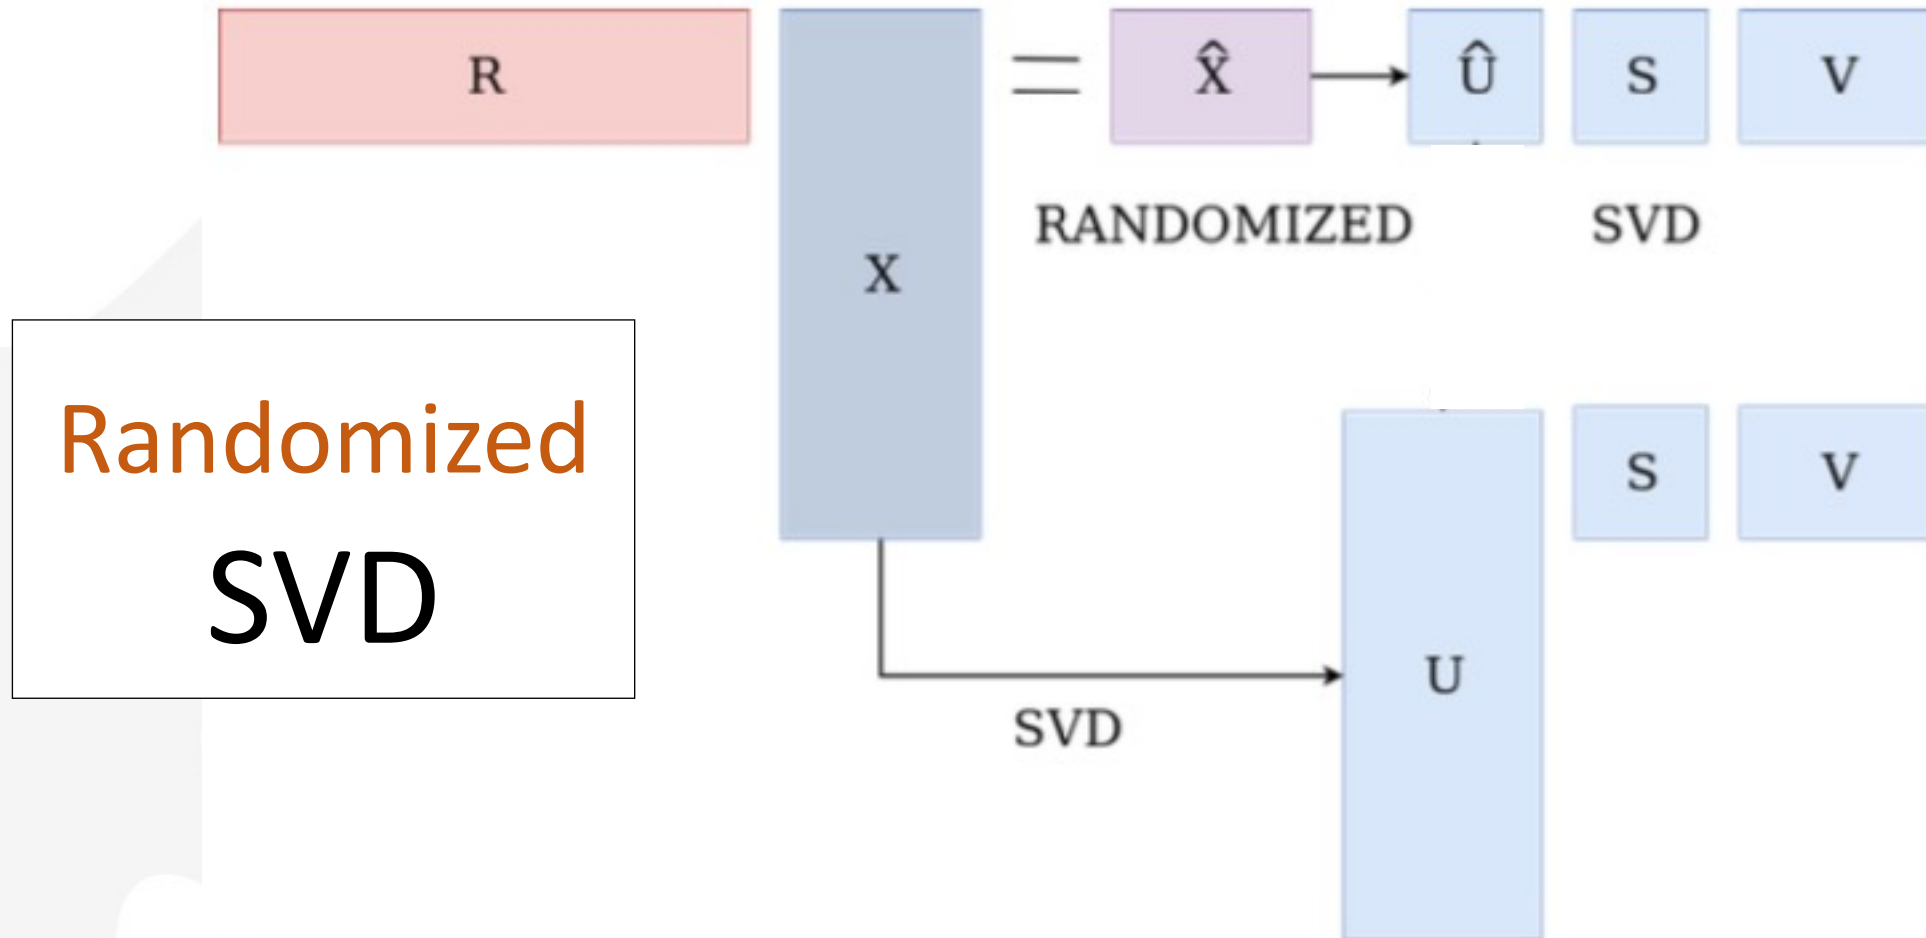 R
X
=
X̂
Û
S
V
RANDOMIZED
SVD
Randomized
SVD
S
V
U
SVD